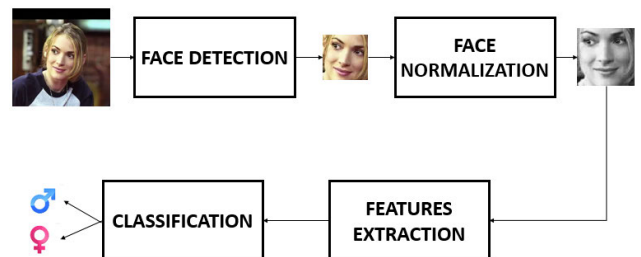 FACE DETECTION
FACE
NORMALIZATION
CLASSIFICATION
FEATURES
EXTRACTION